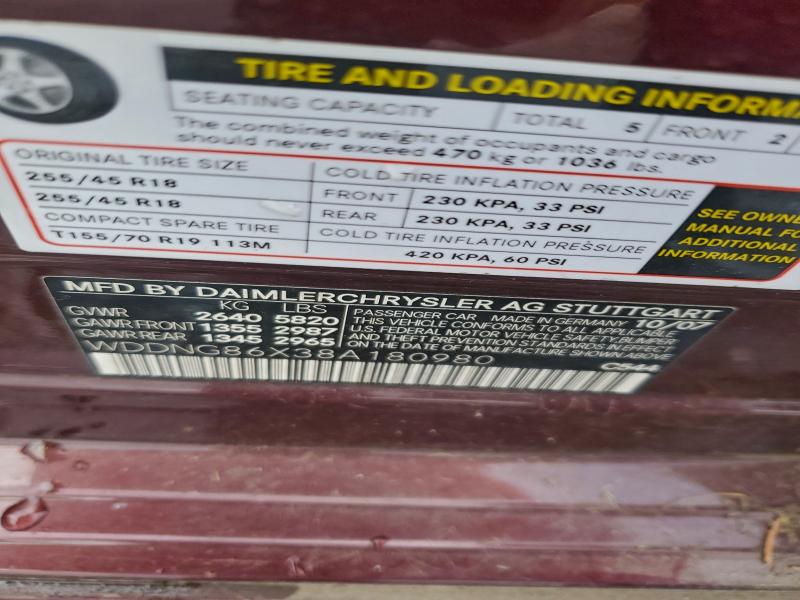 TIRE AND LOADING INFORMA
SEATING CAPACITY TOTAL 5 FRONT 2
The combined weight of occupants and cargo
should never exceed 470 kg or 1036 lbs.
ORIGINAL TIRE SIZE COLD TIRE INFLATION PRESSURE
255/45 R18 FRONT 230 KPA, 33 PSI
255/45 R18 REAR 230 KPA, 33 PSI
COMPACT SPARE TIRE COLD TIRE INFLATION PRESSURE
T155/70 R19 113M 420 KPA, 60 PSI
SEE OWNE
MANUAL FO
ADDITIONAL
INFORMATION
MFD BY DAIMLERCHRYSLER AG STUTTGART
KG LBS
GVWR 2640 5820
GAWR FRONT 1355 2987
GAWR REAR 1345 2965
PASSENGER CAR MADE IN GERMANY 10/07
THIS VEHICLE CONFORMS TO ALL APPLICABLE
U.S. FEDERAL MOTOR VEHICLE SAFETY, BUMPER
AND THEFT PREVENTION STANDARDS IN EFFECT
ON THE DATE OF MANUFACTURE SHOWN ABOVE
WDDNG86X38A180980